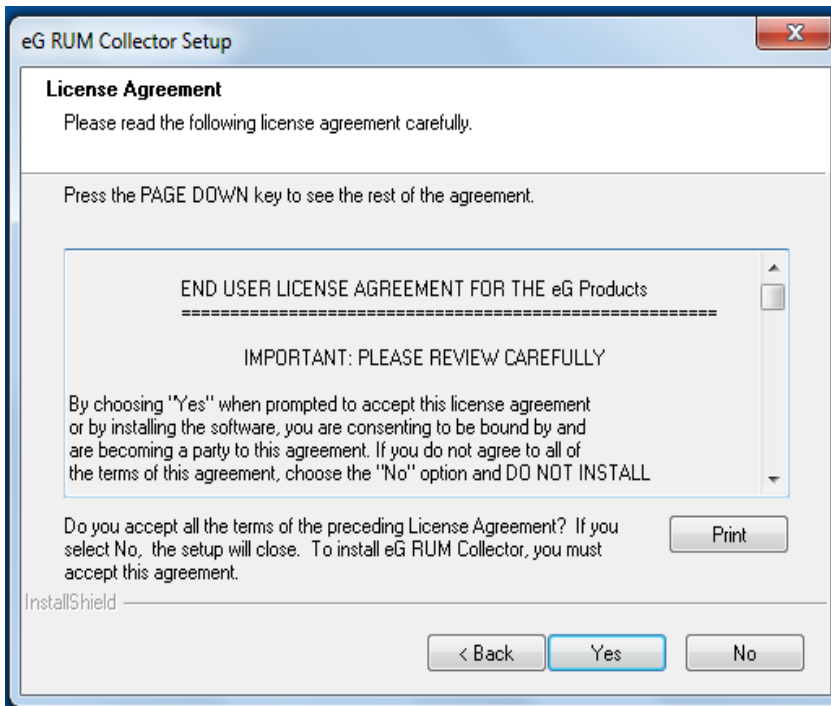 eG RUM Collector Setup
License Agreement
Please read the following license agreement carefully.
Press the PAGE DOWN key to see the rest of the agreement.
END USER LICENSE AGREEMENT FOR THE eG Products
=======================================================
IMPORTANT: PLEASE REVIEW CAREFULLY
By choosing "Yes" when prompted to accept this license agreement
or by installing the software, you are consenting to be bound by and
are becoming a party to this agreement. If you do not agree to all of
the terms of this agreement, choose the "No" option and DO NOT INSTALL
Do you accept all the terms of the preceding License Agreement? If you
select No, the setup will close. To install eG RUM Collector, you must
accept this agreement.
Print
InstallShield
< Back
Yes
No